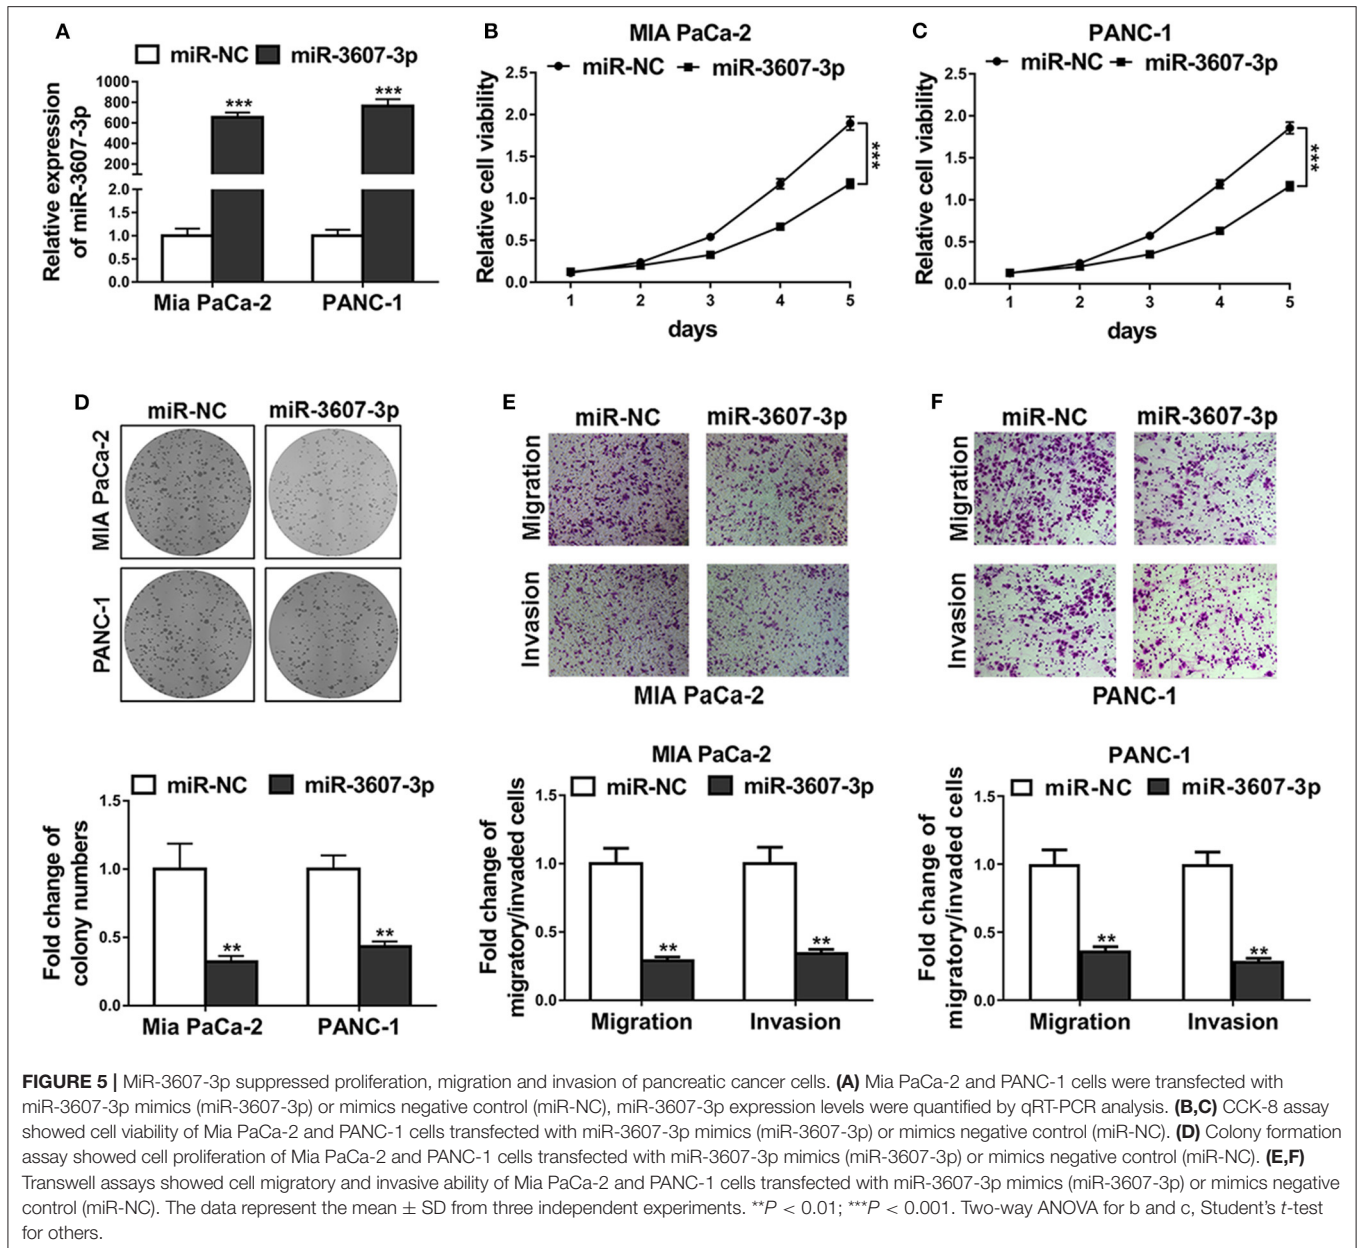 A
miR-NC miR-3607-3p
Relative expression
of miR-3607-3p
1000
800
600
400
200
2.0
1.5
1.0
0.5
0.0
***
***
Mia PaCa-2 PANC-1
B
MIA PaCa-2
miR-NC miR-3607-3p
Relative cell viability
2.5
2.0
1.5
1.0
0.5
0.0
***
1 2 3 4 5
days
C
PANC-1
miR-NC miR-3607-3p
Relative cell viability
2.5
2.0
1.5
1.0
0.5
0.0
***
1 2 3 4 5
days
D
miR-NC miR-3607-3p
MIA PaCa-2
PANC-1
miR-NC miR-3607-3p
Fold change of
colony numbers
1.5
1.0
0.5
0.0
**
**
Mia PaCa-2 PANC-1
E
miR-NC miR-3607-3p
Migration
Invasion
MIA PaCa-2
MIA PaCa-2
miR-NC miR-3607-3p
Fold change of
migratory/invaded cells
1.5
1.0
0.5
0.0
**
**
Migration Invasion
F
miR-NC miR-3607-3p
Migration
Invasion
PANC-1
PANC-1
miR-NC miR-3607-3p
Fold change of
migratory/invaded cells
1.5
1.0
0.5
0.0
**
**
Migration Invasion
FIGURE 5 | MiR-3607-3p suppressed proliferation, migration and invasion of pancreatic cancer cells. (A) Mia PaCa-2 and PANC-1 cells were transfected with
miR-3607-3p mimics (miR-3607-3p) or mimics negative control (miR-NC), miR-3607-3p expression levels were quantified by qRT-PCR analysis. (B,C) CCK-8 assay
showed cell viability of Mia PaCa-2 and PANC-1 cells transfected with miR-3607-3p mimics (miR-3607-3p) or mimics negative control (miR-NC). (D) Colony formation
assay showed cell proliferation of Mia PaCa-2 and PANC-1 cells transfected with miR-3607-3p mimics (miR-3607-3p) or mimics negative control (miR-NC). (E,F)
Transwell assays showed cell migratory and invasive ability of Mia PaCa-2 and PANC-1 cells transfected with miR-3607-3p mimics (miR-3607-3p) or mimics negative
control (miR-NC). The data represent the mean ± SD from three independent experiments. **P < 0.01; ***P < 0.001. Two-way ANOVA for b and c, Student's t-test
for others.